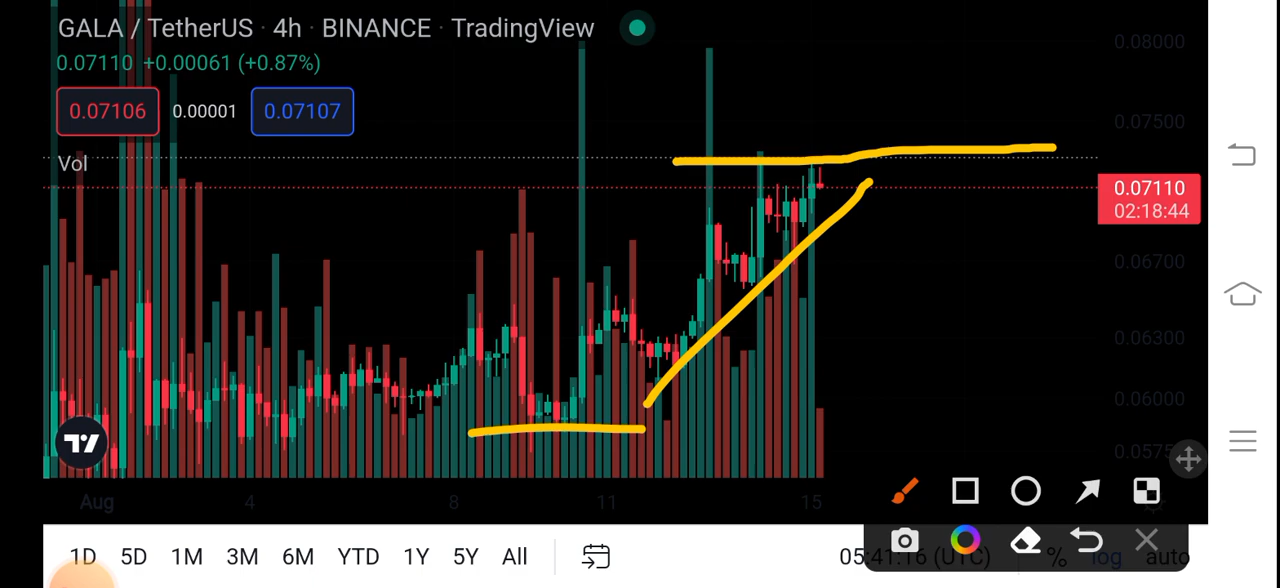 GALA / TetherUS · 4h · BINANCE · TradingView
0.07110 +0.00061 (+0.87%)
0.07106 0.00001 0.07107
Vol
0.08000
0.07500
0.07110
02:18:44
0.06700
0.06300
0.06000
0.0575
Aug 4 8 11 15
1D 5D 1M 3M 6M YTD 1Y 5Y All 05:41:16 (UTC) % log auto